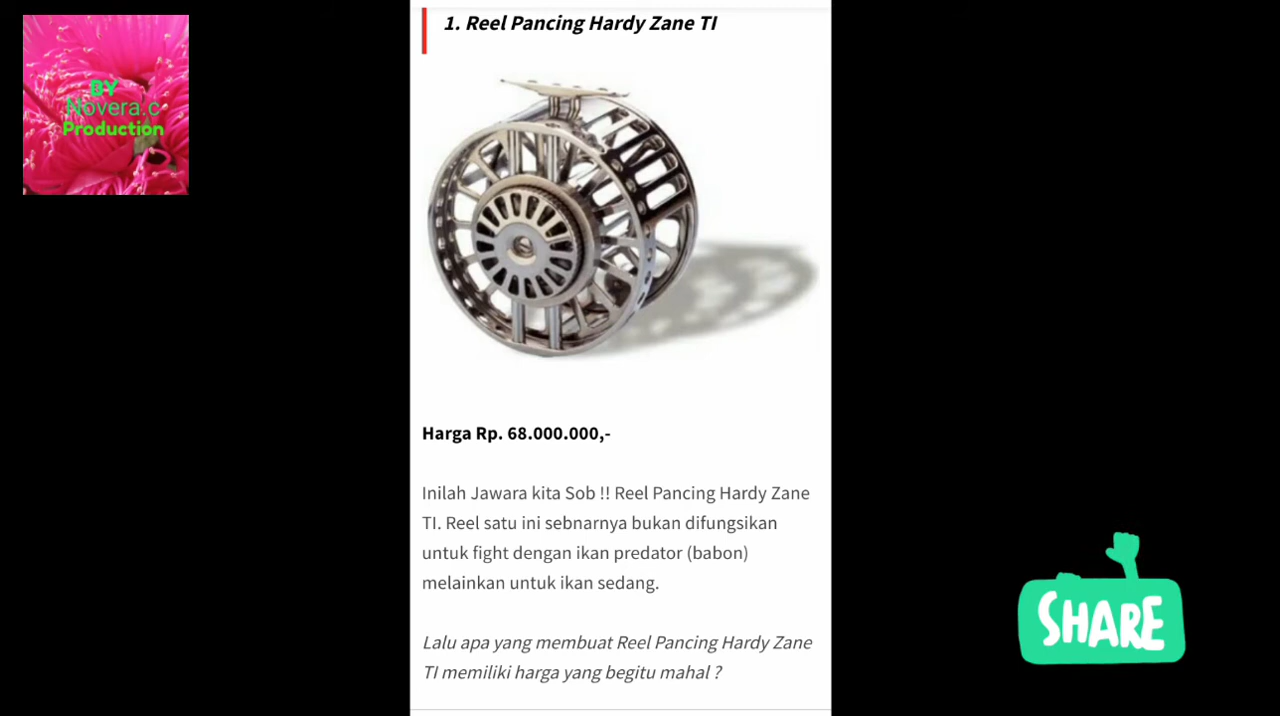 BY
Novera.c
Production
1. Reel Pancing Hardy Zane TI
Harga Rp. 68.000.000,-
Inilah Jawara kita Sob !! Reel Pancing Hardy Zane
TI. Reel satu ini sebnarnya bukan difungsikan
untuk fight dengan ikan predator (babon)
melainkan untuk ikan sedang.
Lalu apa yang membuat Reel Pancing Hardy Zane
TI memiliki harga yang begitu mahal ?
SHARE